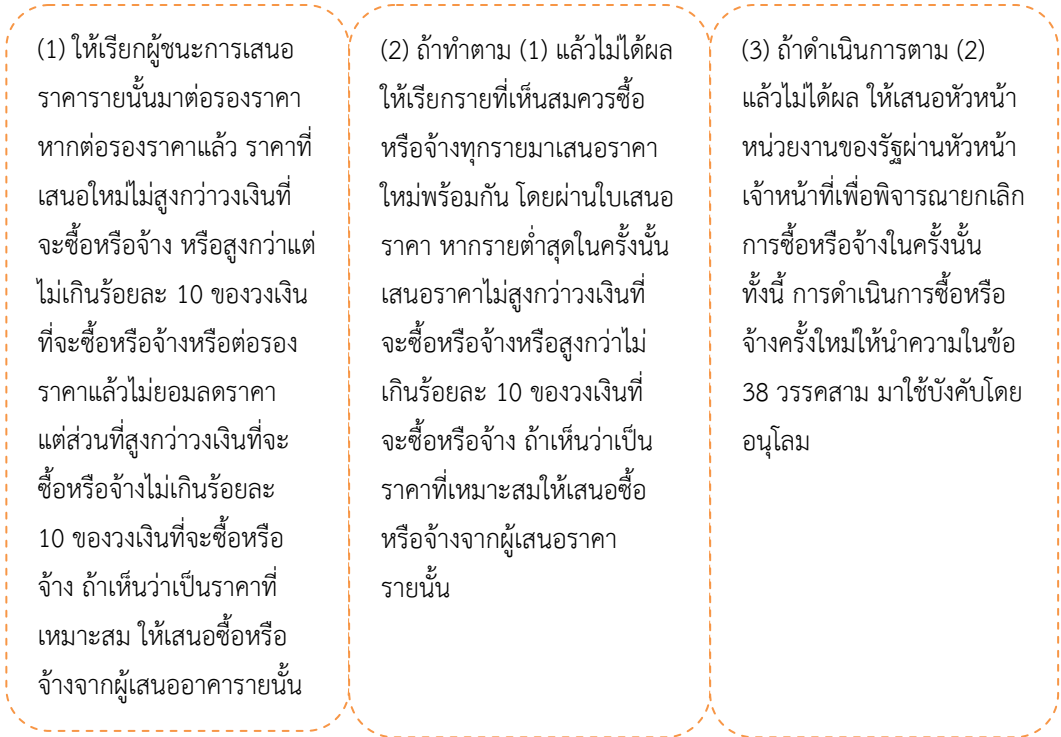 (1) ให้เรียกผู้ชนะการเสนอ
ราคารายนั้นมาต่อรองราคา
หากต่อรองราคาแล้ว ราคาที่
เสนอใหม่ไม่สูงกว่าวงเงินที่
จะซื้อหรือจ้าง หรือสูงกว่าแต่
ไม่เกินร้อยละ 10 ของวงเงิน
ที่จะซื้อหรือจ้างหรือต่อรอง
ราคาแล้วไม่ยอมลดราคา
แต่ส่วนที่สูงกว่าวงเงินที่จะ
ซื้อหรือจ้างไม่เกินร้อยละ
10 ของวงเงินที่จะซื้อหรือ
จ้าง ถ้าเห็นว่าเป็นราคาที่
เหมาะสม ให้เสนอซื้อหรือ
จ้างจากผู้เสนออาคารายนั้น
(2) ถ้าทำตาม (1) แล้วไม่ได้ผล
ให้เรียกรายที่เห็นสมควรซื้อ
หรือจ้างทุกรายมาเสนอราคา
ใหม่พร้อมกัน โดยผ่านใบเสนอ
ราคา หากรายต่ำสุดในครั้งนั้น
เสนอราคาไม่สูงกว่าวงเงินที่
จะซื้อหรือจ้างหรือสูงกว่าไม่
เกินร้อยละ 10 ของวงเงินที่
จะซื้อหรือจ้าง ถ้าเห็นว่าเป็น
ราคาที่เหมาะสมให้เสนอซื้อ
หรือจ้างจากผู้เสนอราคา
รายนั้น
(3) ถ้าดำเนินการตาม (2)
แล้วไม่ได้ผล ให้เสนอหัวหน้า
หน่วยงานของรัฐผ่านหัวหน้า
เจ้าหน้าที่เพื่อพิจารณายกเลิก
การซื้อหรือจ้างในครั้งนั้น
ทั้งนี้ การดำเนินการซื้อหรือ
จ้างครั้งใหม่ให้นำความในข้อ
38 วรรคสาม มาใช้บังคับโดย
อนุโลม